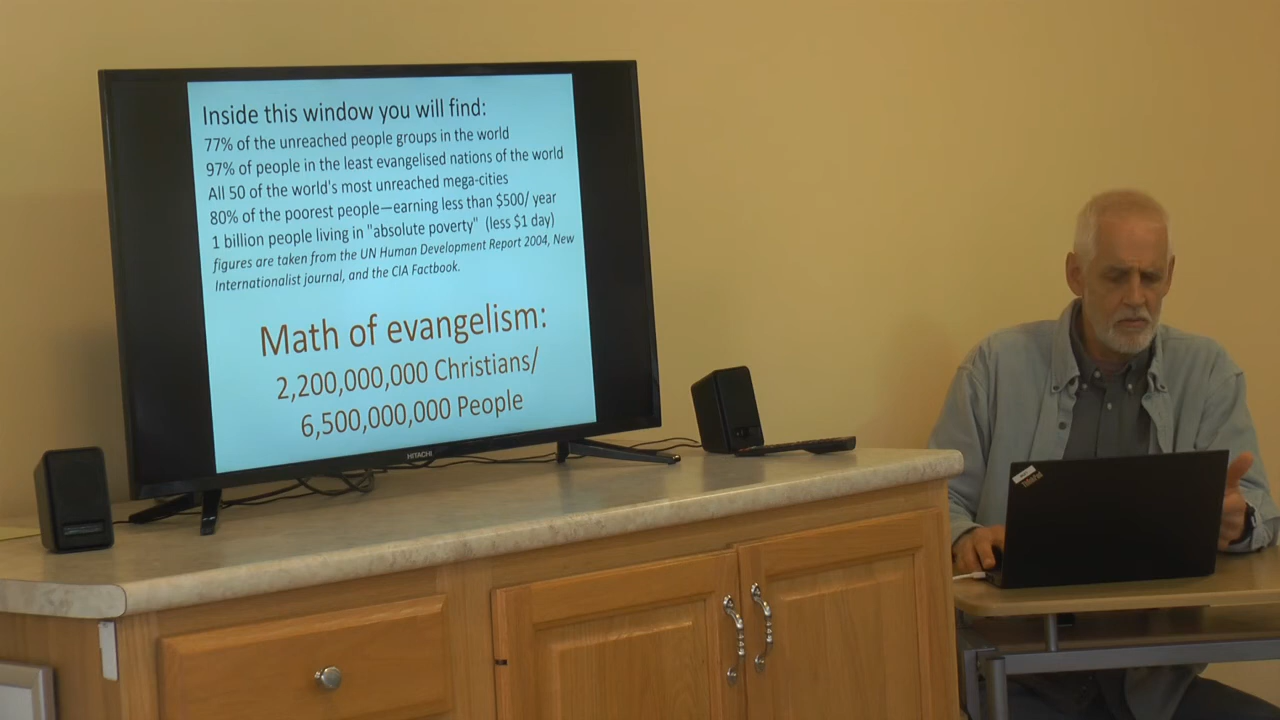 Inside this window you will find:
77% of the unreached people groups in the world
97% of people in the least evangelised nations of the world
All 50 of the world's most unreached mega-cities
80% of the poorest people—earning less than $500/ year
1 billion people living in "absolute poverty" (less $1 day)
figures are taken from the UN Human Development Report 2004, New
Internationalist journal, and the CIA Factbook.
Math of evangelism:
2,200,000,000 Christians/
6,500,000,000 People
HITACHI